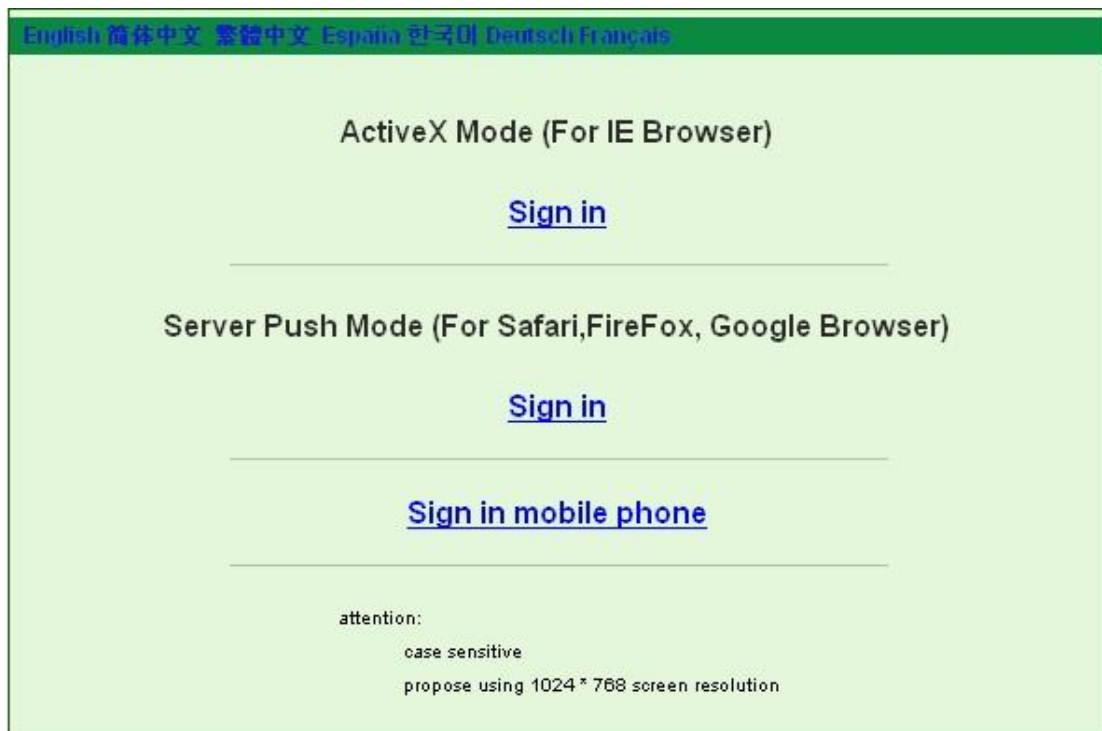 English 简体中文 繁體中文 España 한국어 Deutsch Français
ActiveX Mode (For IE Browser)
Sign in
Server Push Mode (For Safari,FireFox, Google Browser)
Sign in
Sign in mobile phone
attention:
case sensitive
propose using 1024 * 768 screen resolution